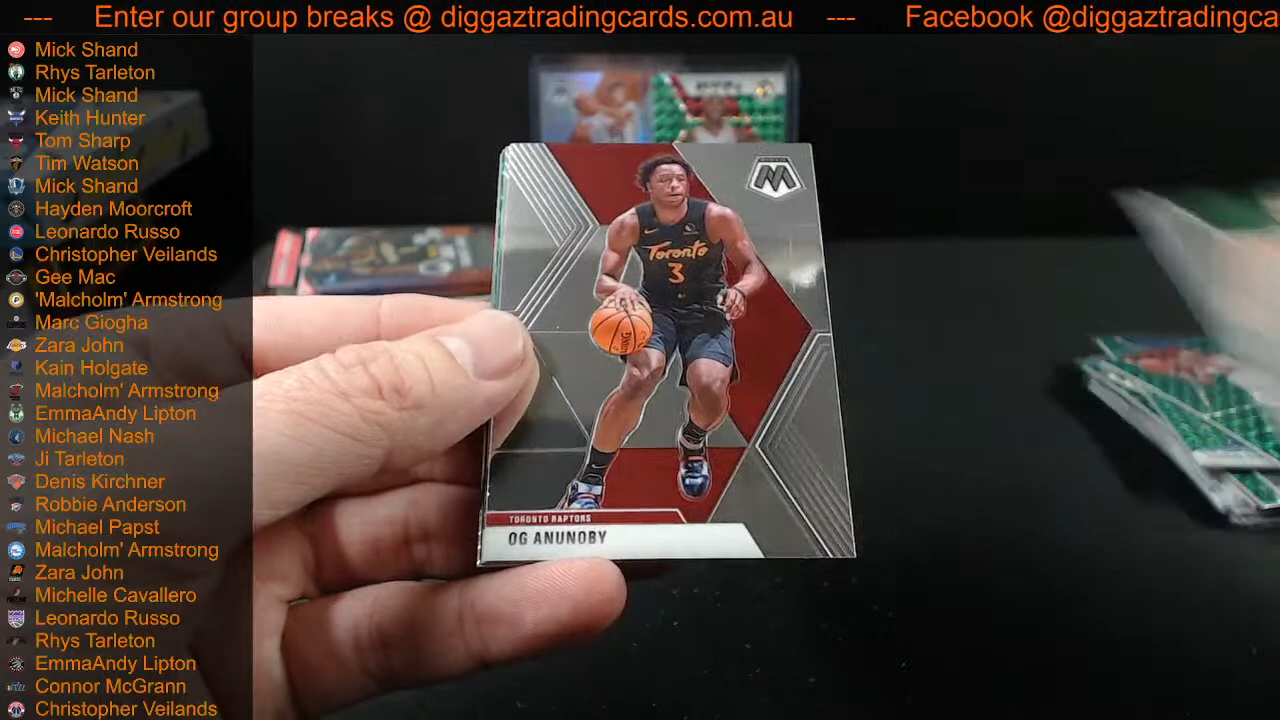 --- Enter our group breaks @ diggaztradingcards.com.au --- Facebook @diggaztradingca
Mick Shand
Rhys Tarleton
Mick Shand
Keith Hunter
Tom Sharp
Tim Watson
Mick Shand
Hayden Moorcroft
Leonardo Russo
Christopher Veilands
Gee Mac
'Malcholm' Armstrong
Marc Giogha
Zara John
Kain Holgate
Malcholm' Armstrong
EmmaAndy Lipton
Michael Nash
Ji Tarleton
Denis Kirchner
Robbie Anderson
Michael Papst
Malcholm' Armstrong
Zara John
Michelle Cavallero
Leonardo Russo
Rhys Tarleton
EmmaAndy Lipton
Connor McGrann
Christopher Veilands
MOSAIC
M
Toronto
3
TORONTO RAPTORS
OG ANUNOBY